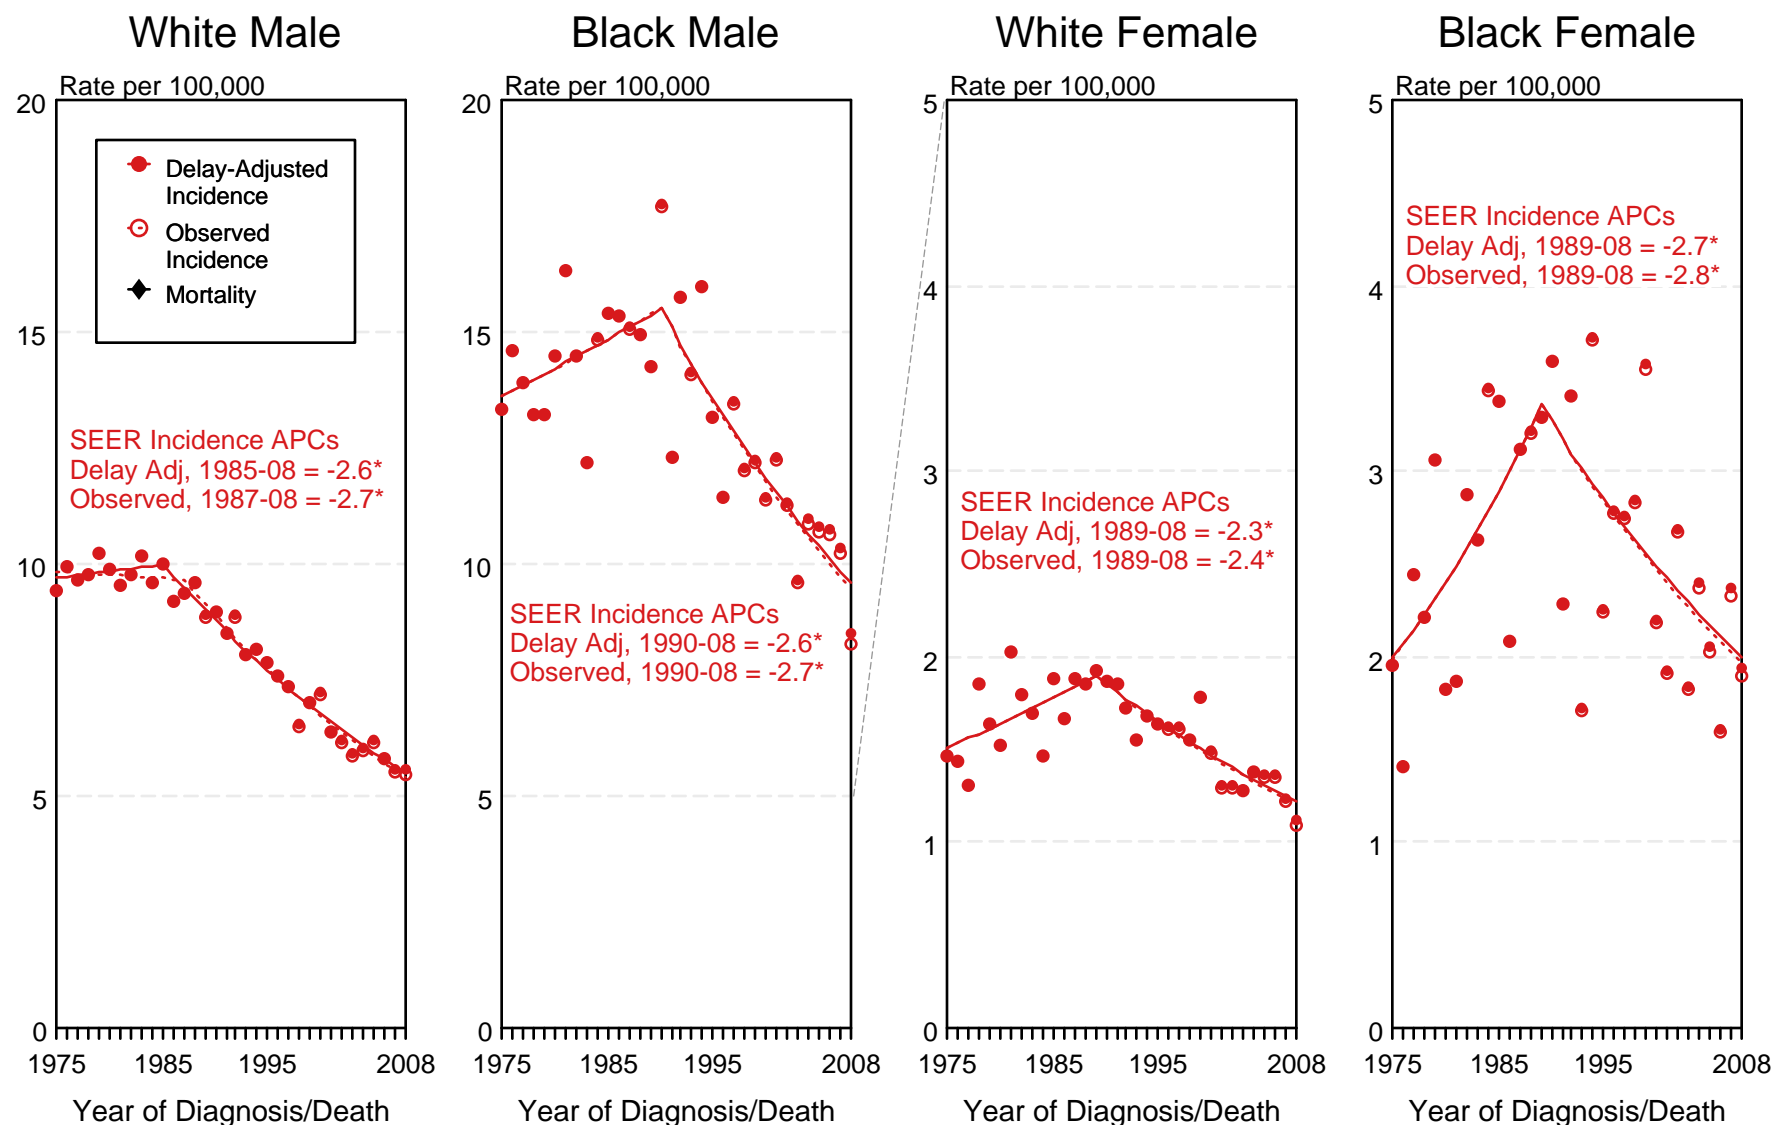 White Male
Black Male
White Female
Black Female
Rate per 100,000
20
15
10
5
0
Delay-Adjusted
Incidence
Observed
Incidence
Mortality
SEER Incidence APCs
Delay Adj, 1985-08 = -2.6*
Observed, 1987-08 = -2.7*
1975
1985
1995
2008
Year of Diagnosis/Death
Rate per 100,000
20
15
10
5
0
SEER Incidence APCs
Delay Adj, 1990-08 = -2.6*
Observed, 1990-08 = -2.7*
1975
1985
1995
2008
Year of Diagnosis/Death
Rate per 100,000
5
4
3
2
1
0
SEER Incidence APCs
Delay Adj, 1989-08 = -2.3*
Observed, 1989-08 = -2.4*
1975
1985
1995
2008
Year of Diagnosis/Death
Rate per 100,000
5
4
3
2
1
0
SEER Incidence APCs
Delay Adj, 1989-08 = -2.7*
Observed, 1989-08 = -2.8*
1975
1985
1995
2008
Year of Diagnosis/Death